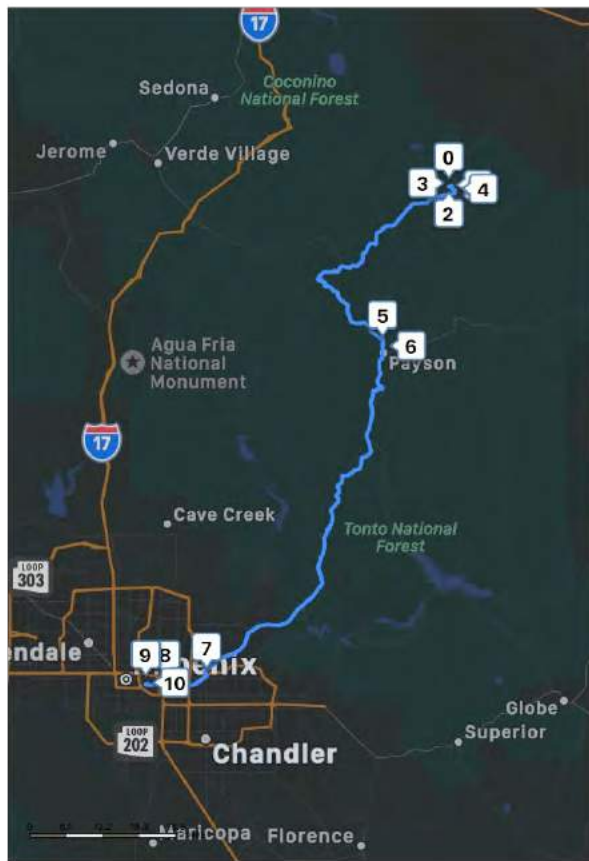 17
Sedona
Coconino
National Forest
Jerome
Verde Village
0
3
4
2
5
6
Payson
Agua Fria
National
Monument
17
Cave Creek
Tonto National
Forest
LOOP
303
endale
9
8
7
enix
10
Globe
LOOP
202
Superior
Chandler
Maricopa
Florence
0